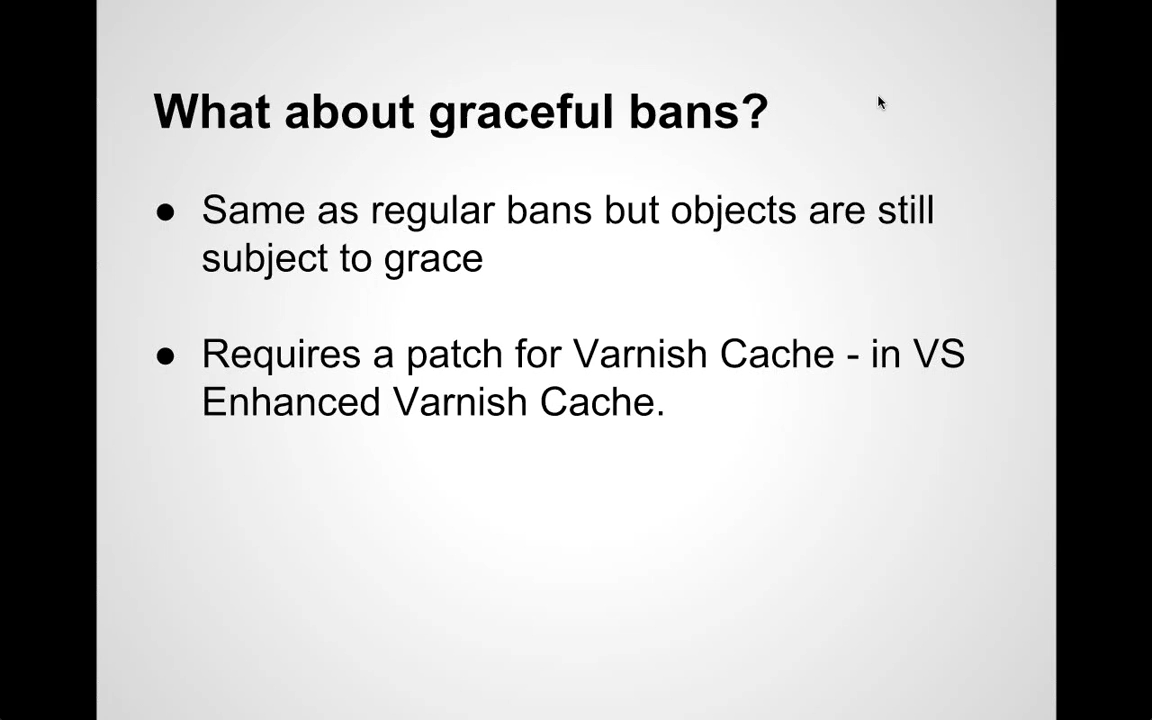 What about graceful bans?
● Same as regular bans but objects are still
subject to grace
● Requires a patch for Varnish Cache - in VS
Enhanced Varnish Cache.